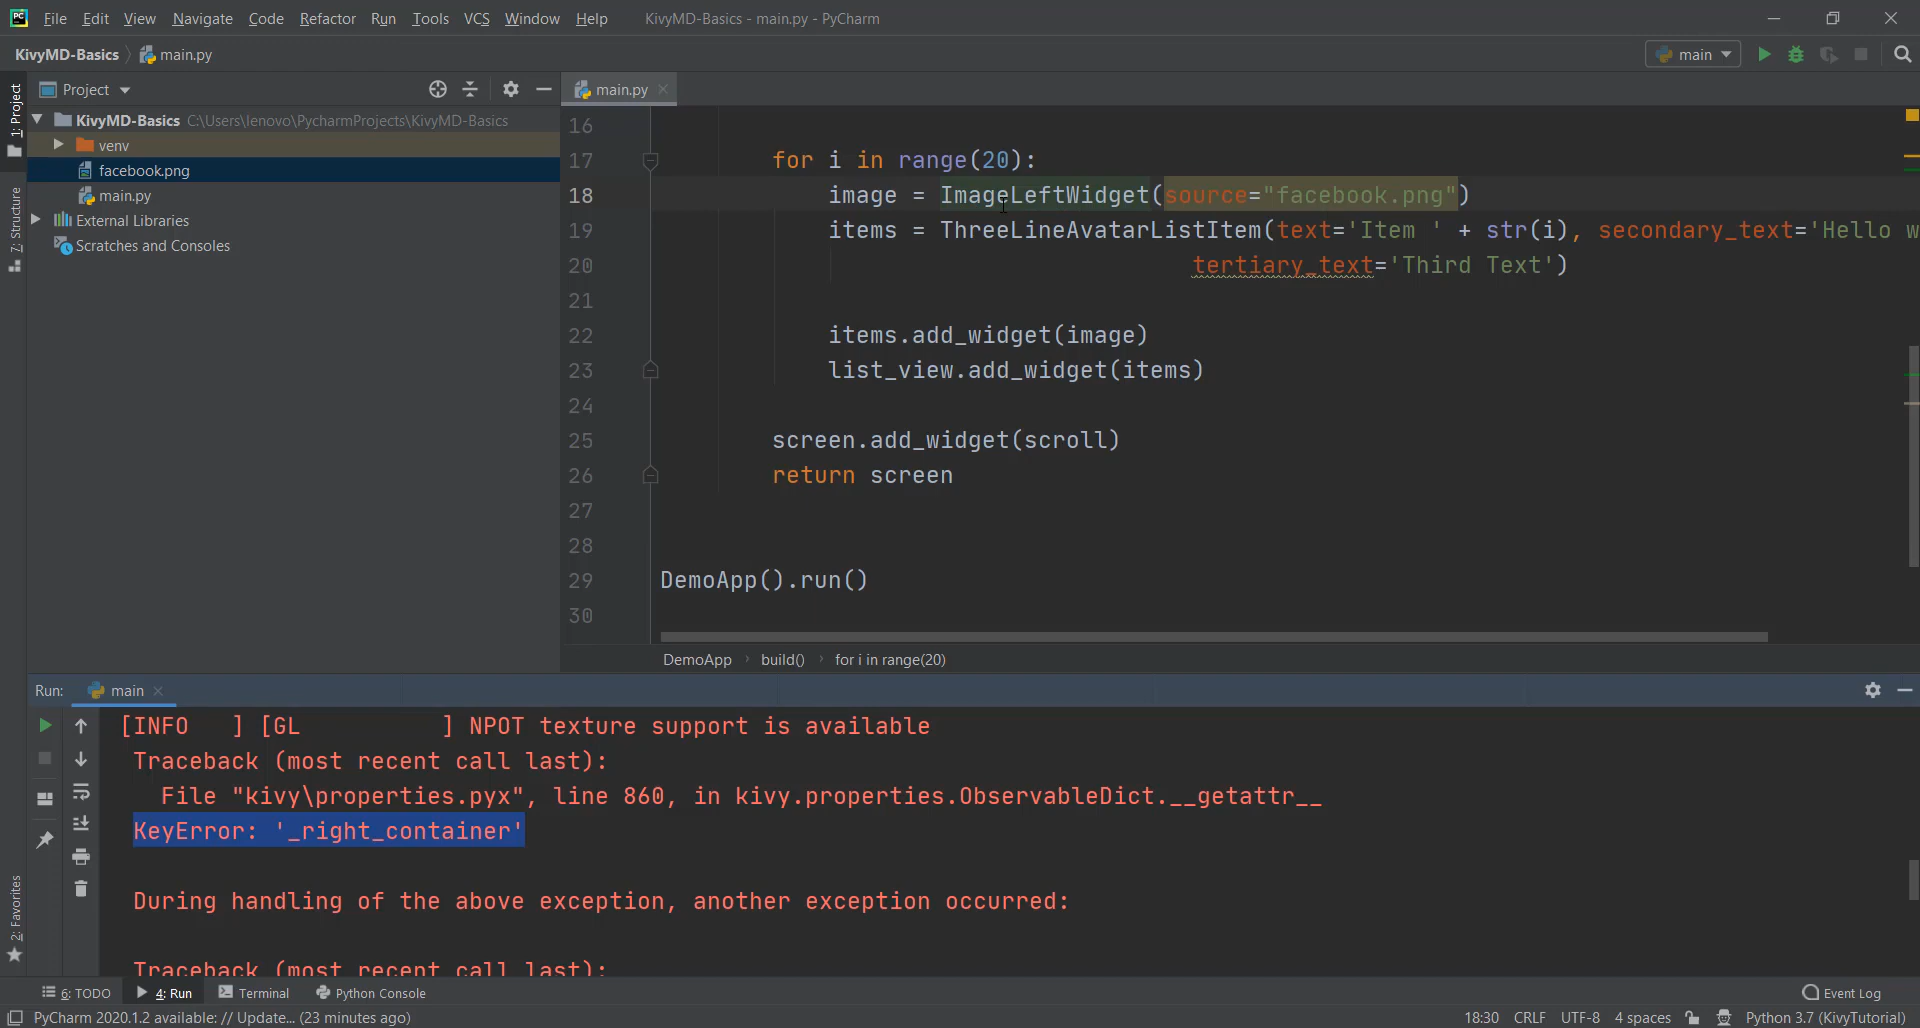 PC File Edit View Navigate Code Refactor Run Tools VCS Window Help KivyMD-Basics - main.py - PyCharm
KivyMD-Basics main.py main
1: Project
7: Structure
2: Favorites
Project
KivyMD-Basics C:\Users\lenovo\PycharmProjects\KivyMD-Basics
venv
facebook.png
main.py
External Libraries
Scratches and Consoles
main.py
16
17 for i in range(20):
18 image = ImageLeftWidget(source="facebook.png")
19 items = ThreeLineAvatarListItem(text='Item ' + str(i), secondary_text='Hello w
20 tertiary_text='Third Text')
21
22 items.add_widget(image)
23 list_view.add_widget(items)
24
25 screen.add_widget(scroll)
26 return screen
27
28
29 DemoApp().run()
30
DemoApp build() for i in range(20)
Run: main
[INFO   ] [GL          ] NPOT texture support is available
Traceback (most recent call last):
File "kivy\properties.pyx", line 860, in kivy.properties.ObservableDict.__getattr__
KeyError: '_right_container'
During handling of the above exception, another exception occurred:
Traceback (most recent call last):
6: TODO 4: Run Terminal Python Console Event Log
PyCharm 2020.1.2 available: // Update... (23 minutes ago) 18:30 CRLF UTF-8 4 spaces Python 3.7 (KivyTutorial)